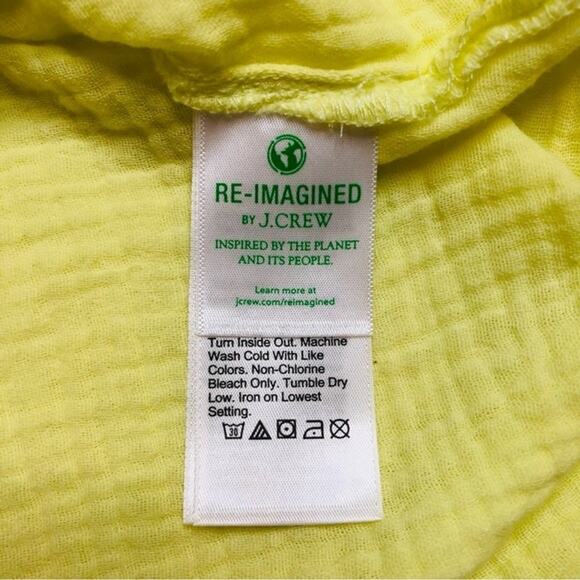 RE-IMAGINED
BY J.CREW
INSPIRED BY THE PLANET
AND ITS PEOPLE.
Learn more at
jcrew.com/reimagined
Turn Inside Out. Machine
Wash Cold With Like
Colors. Non-Chlorine
Bleach Only. Tumble Dry
Low. Iron on Lowest
Setting.
30